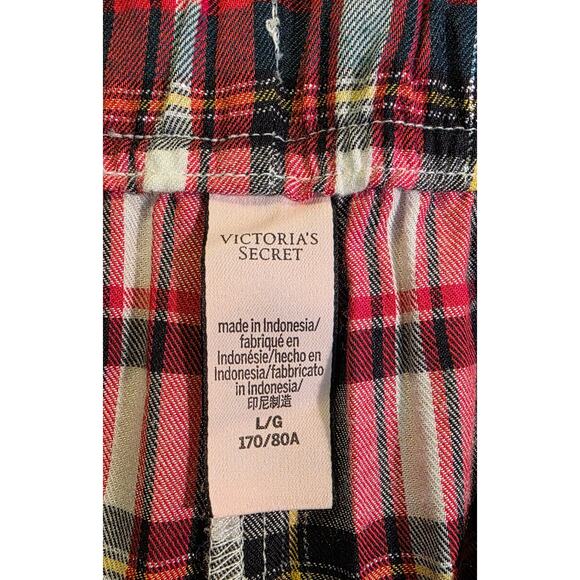 VICTORIA'S
SECRET
made in Indonesia/
fabriqué en
Indonésie/hecho en
Indonesia/fabbricato
in Indonesia/
印尼制造
L/G
170/80A